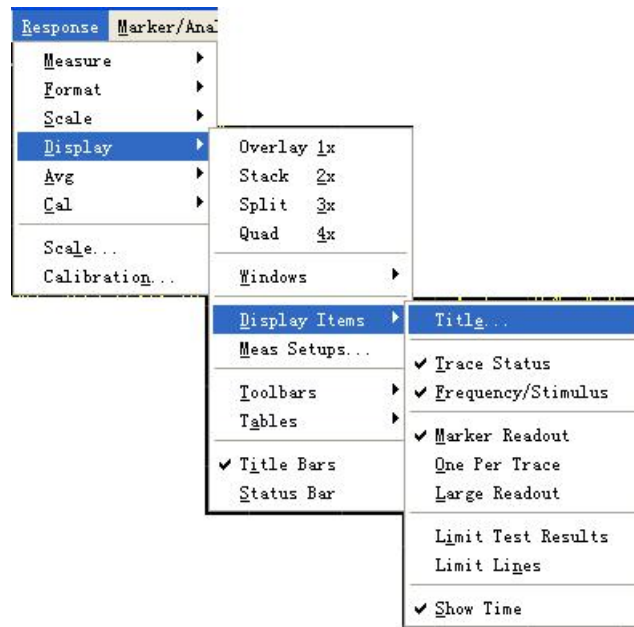 Response Marker/Ana
Measure
Format
Scale
Display
Avg
Cal
Scale...
Calibration...
Overlay 1x
Stack 2x
Split 3x
Quad 4x
Windows
Display Items
Meas Setups...
Toolbars
Tables
Title Bars
Status Bar
Title...
Trace Status
Frequency/Stimulus
Marker Readout
One Per Trace
Large Readout
Limit Test Results
Limit Lines
Show Time